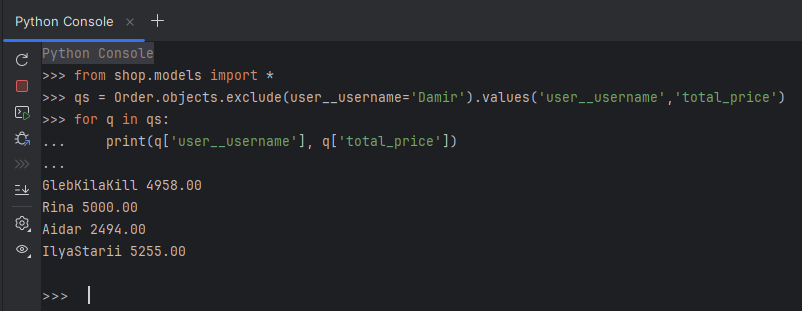 Python Console
Python Console
>>> from shop.models import *
>>> qs = Order.objects.exclude(user__username='Damir').values('user__username','total_price')
>>> for q in qs:
...     print(q['user__username'], q['total_price'])
...
GlebKilaKill 4958.00
Rina 5000.00
Aidar 2494.00
IlyaStarii 5255.00
>>>